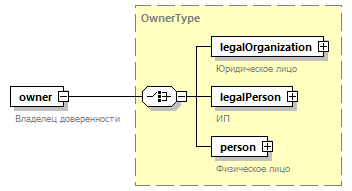 OwnerType
legalOrganization
Юридическое лицо
owner
Владелец доверенности
legalPerson
ИП
person
Физическое лицо